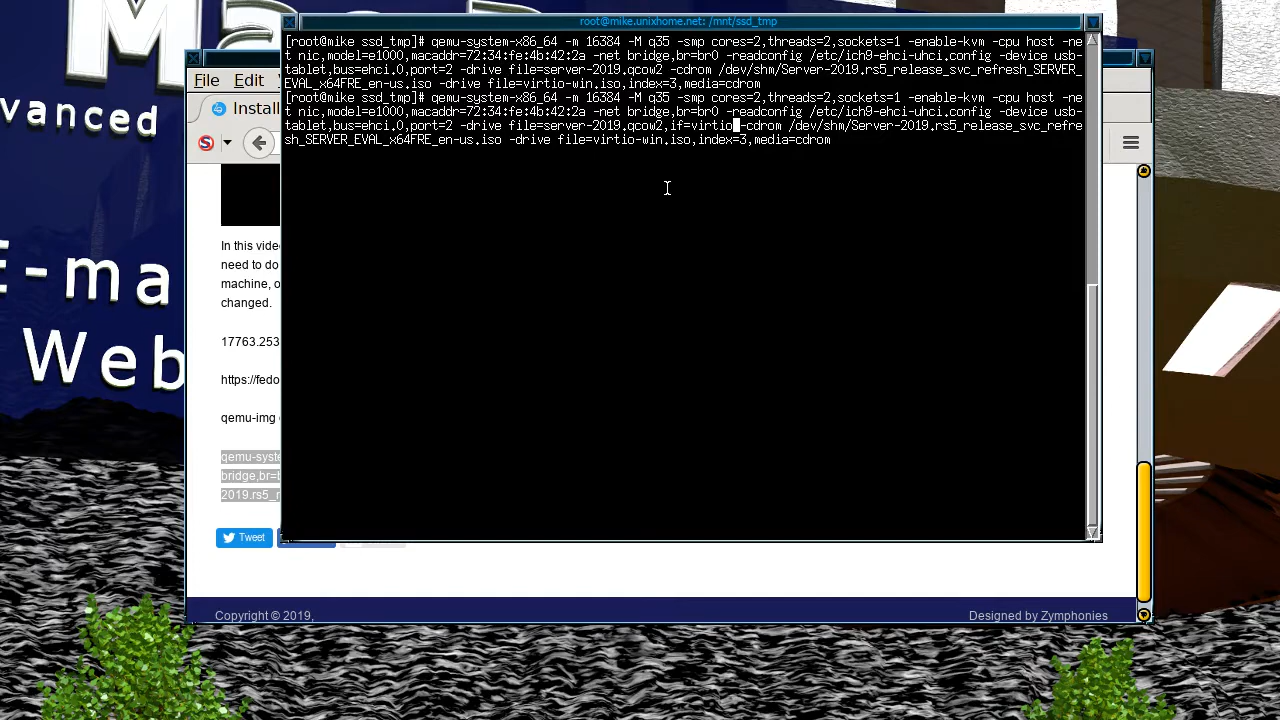 root@mike.unixhome.net: /mnt/ssd_tmp
[root@mike ssd_tmp]# qemu-system-x86_64 -m 16384 -M q35 -smp cores=2,threads=2,sockets=1 -enable-kvm -cpu host -ne
t nic,model=e1000,macaddr=72:34:fe:4b:42:2a -net bridge,br=br0 -readconfig /etc/ich9-ehci-uhci.config -device usb-
tablet,bus=ehci.0,port=2 -drive file=server-2019.qcow2 -cdrom /dev/shm/Server-2019.rs5_release_svc_refresh_SERVER_
EVAL_x64FRE_en-us.iso -drive file=virtio-win.iso,index=3,media=cdrom
[root@mike ssd_tmp]# qemu-system-x86_64 -m 16384 -M q35 -smp cores=2,threads=2,sockets=1 -enable-kvm -cpu host -ne
t nic,model=e1000,macaddr=72:34:fe:4b:42:2a -net bridge,br=br0 -readconfig /etc/ich9-ehci-uhci.config -device usb-
tablet,bus=ehci.0,port=2 -drive file=server-2019.qcow2,if=virtio -cdrom /dev/shm/Server-2019.rs5_release_svc_refre
sh_SERVER_EVAL_x64FRE_en-us.iso -drive file=virtio-win.iso,index=3,media=cdrom
File Edit
Install
vanced
E-ma
Web
In this vide
need to do
machine, o
changed.
17763.253
https://fedo
qemu-img
qemu-syste
bridge,br=b
2019.rs5_r
Tweet
Copyright © 2019,
Designed by Zymphonies